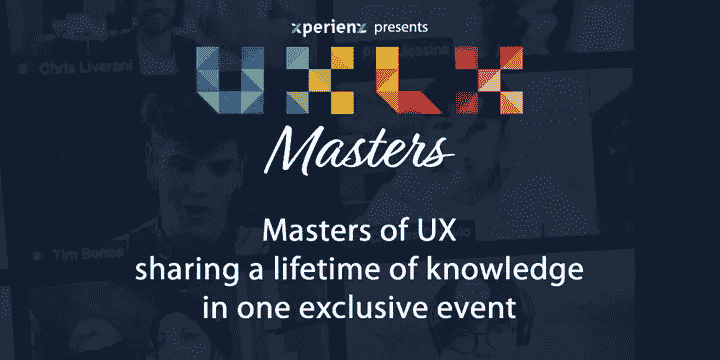 xperienz presents
UXLX
Masters
Chris Liverani
Tim Bones
Masters of UX
sharing a lifetime of knowledge
in one exclusive event